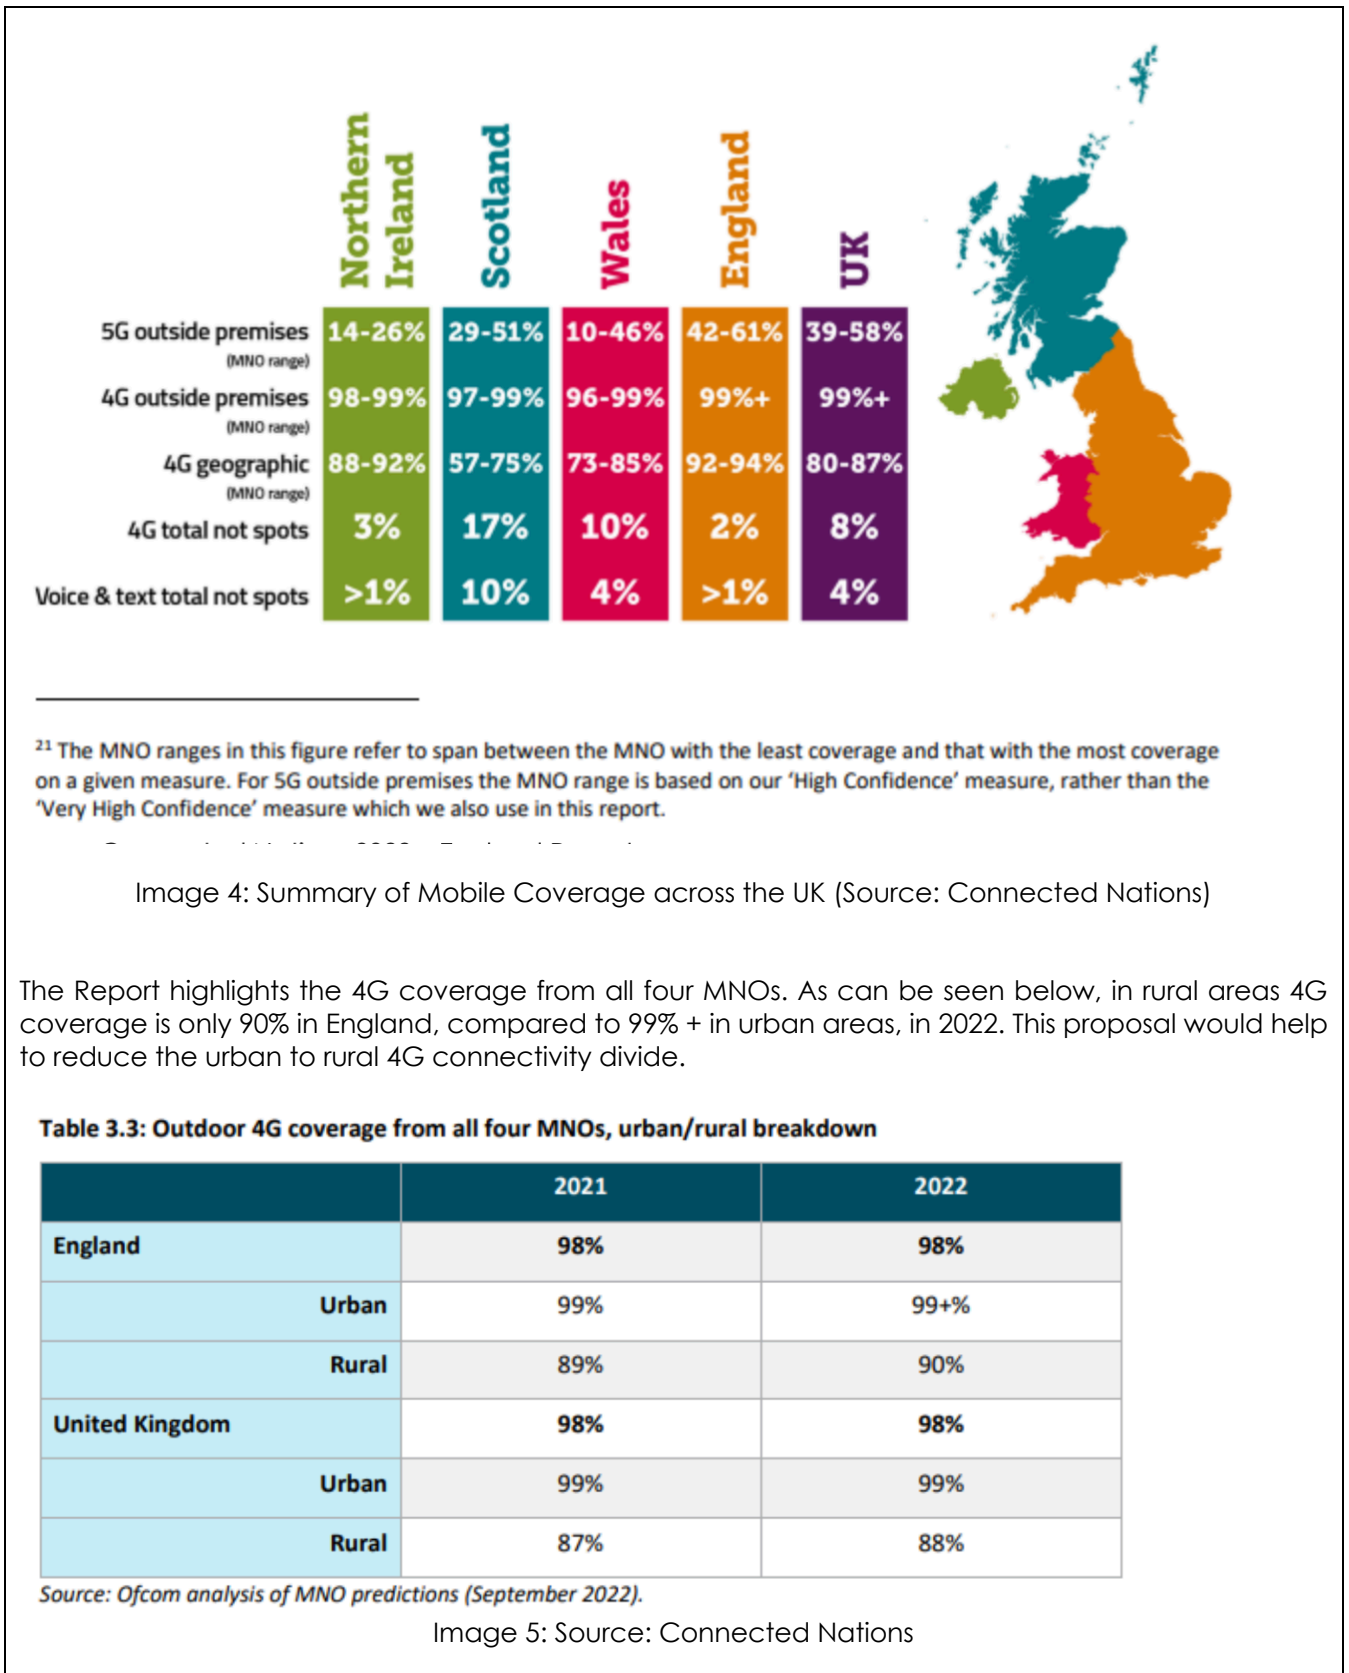 Northern
Ireland
Scotland
Wales
England
UK
5G outside premises 14-26% 29-51% 10-46% 42-61% 39-58%
(MNO range)
4G outside premises 98-99% 97-99% 96-99% 99%+ 99%+
(MNO range)
4G geographic 88-92% 57-75% 73-85% 92-94% 80-87%
(MNO range)
4G total not spots 3% 17% 10% 2% 8%
Voice & text total not spots >1% 10% 4% >1% 4%
21 The MNO ranges in this figure refer to span between the MNO with the least coverage and that with the most coverage
on a given measure. For 5G outside premises the MNO range is based on our ‘High Confidence’ measure, rather than the
‘Very High Confidence’ measure which we also use in this report.
Image 4: Summary of Mobile Coverage across the UK (Source: Connected Nations)
The Report highlights the 4G coverage from all four MNOs. As can be seen below, in rural areas 4G
coverage is only 90% in England, compared to 99% + in urban areas, in 2022. This proposal would help
to reduce the urban to rural 4G connectivity divide.
Table 3.3: Outdoor 4G coverage from all four MNOs, urban/rural breakdown
2021 2022
England 98% 98%
Urban 99% 99+%
Rural 89% 90%
United Kingdom 98% 98%
Urban 99% 99%
Rural 87% 88%
Source: Ofcom analysis of MNO predictions (September 2022).
Image 5: Source: Connected Nations